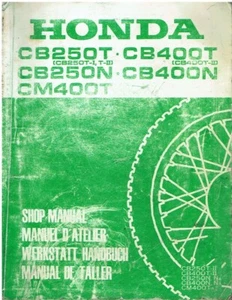 HONDA
CB250T·CB400T
(CB250T-I, T-II) (CB400T-II)
CB250N·CB400N
CM400T
SHOP MANUAL
MANUEL D'ATELIER
WERKSTATT HANDBUCH
MANUAL DE TALLER